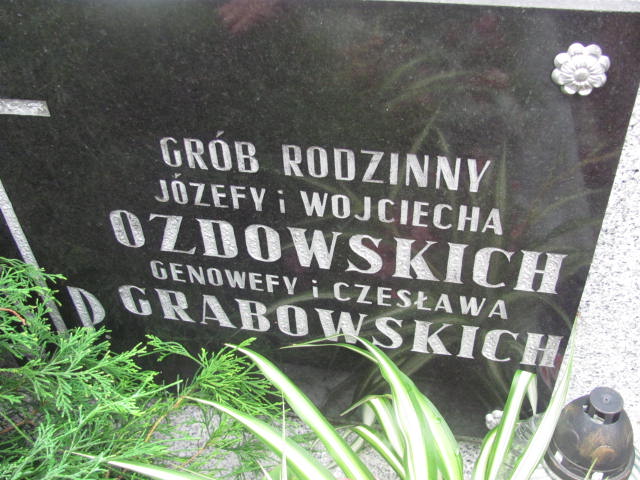 GRÓB RODZINNY
JÓZEFY i WOJCIECHA
OZDOWSKICH
GENOWEFY i CZESŁAWA
D GRABOWSKICH